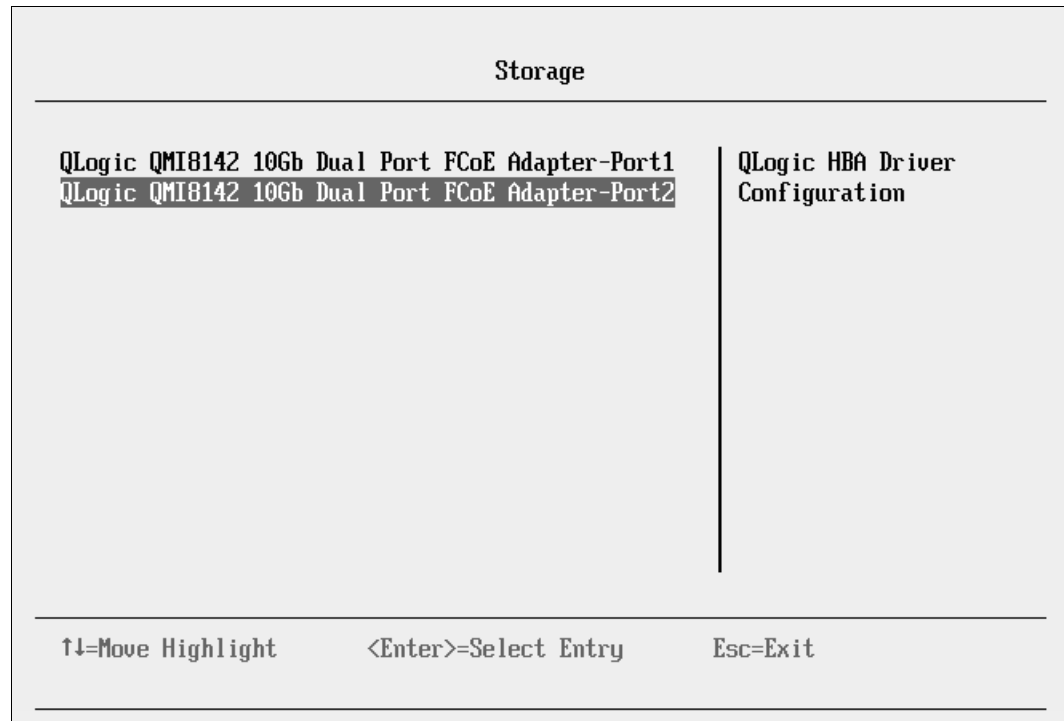 Storage
QLogic QMI8142 10Gb Dual Port FCoE Adapter-Port1
QLogic QMI8142 10Gb Dual Port FCoE Adapter-Port2
QLogic HBA Driver
Configuration
↑↓=Move Highlight <Enter>=Select Entry Esc=Exit